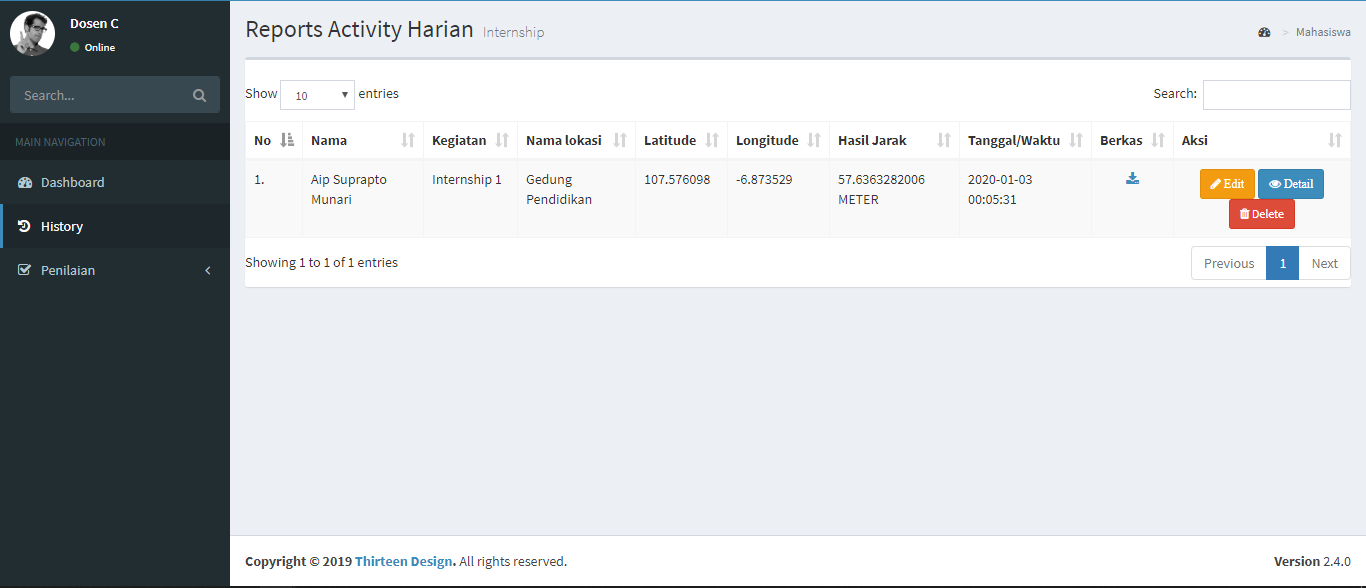 Dosen C
Online
Search...
MAIN NAVIGATION
Dashboard
History
Penilaian
Reports Activity Harian Internship
> Mahasiswa
Show 10 entries
Search:
No Nama Kegiatan Nama lokasi Latitude Longitude Hasil Jarak Tanggal/Waktu Berkas Aksi
1. Aip Suprapto Internship 1 Gedung 107.576098 -6.873529 57.6363282006 2020-01-03 Edit Detail
Munari Pendidikan METER 00:05:31 Delete
Showing 1 to 1 of 1 entries
Previous 1 Next
Copyright © 2019 Thirteen Design. All rights reserved.
Version 2.4.0